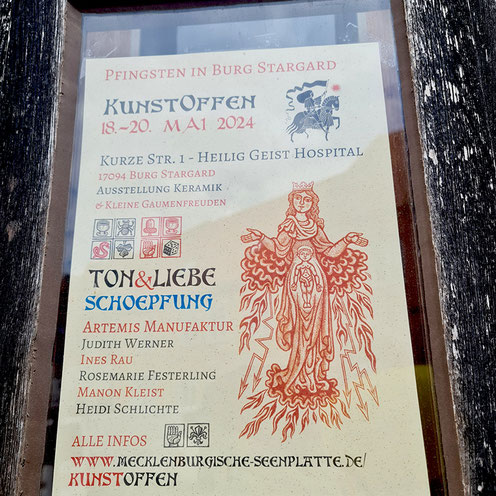 Pfingsten in Burg Stargard
KunstOffen
18.–20. MAI 2024
Kurze Str. 1 - Heilig Geist Hospital
17094 Burg Stargard
Ausstellung Keramik
& Kleine Gaumenfreuden
TON&LIEBE
SCHOEPFUNG
Artemis Manufaktur
Judith Werner
Ines Rau
Rosemarie Festerling
Manon Kleist
Heidi Schlichte
ALLE INFOS
www.mecklenburgische-seenplatte.de/
kunstoffen